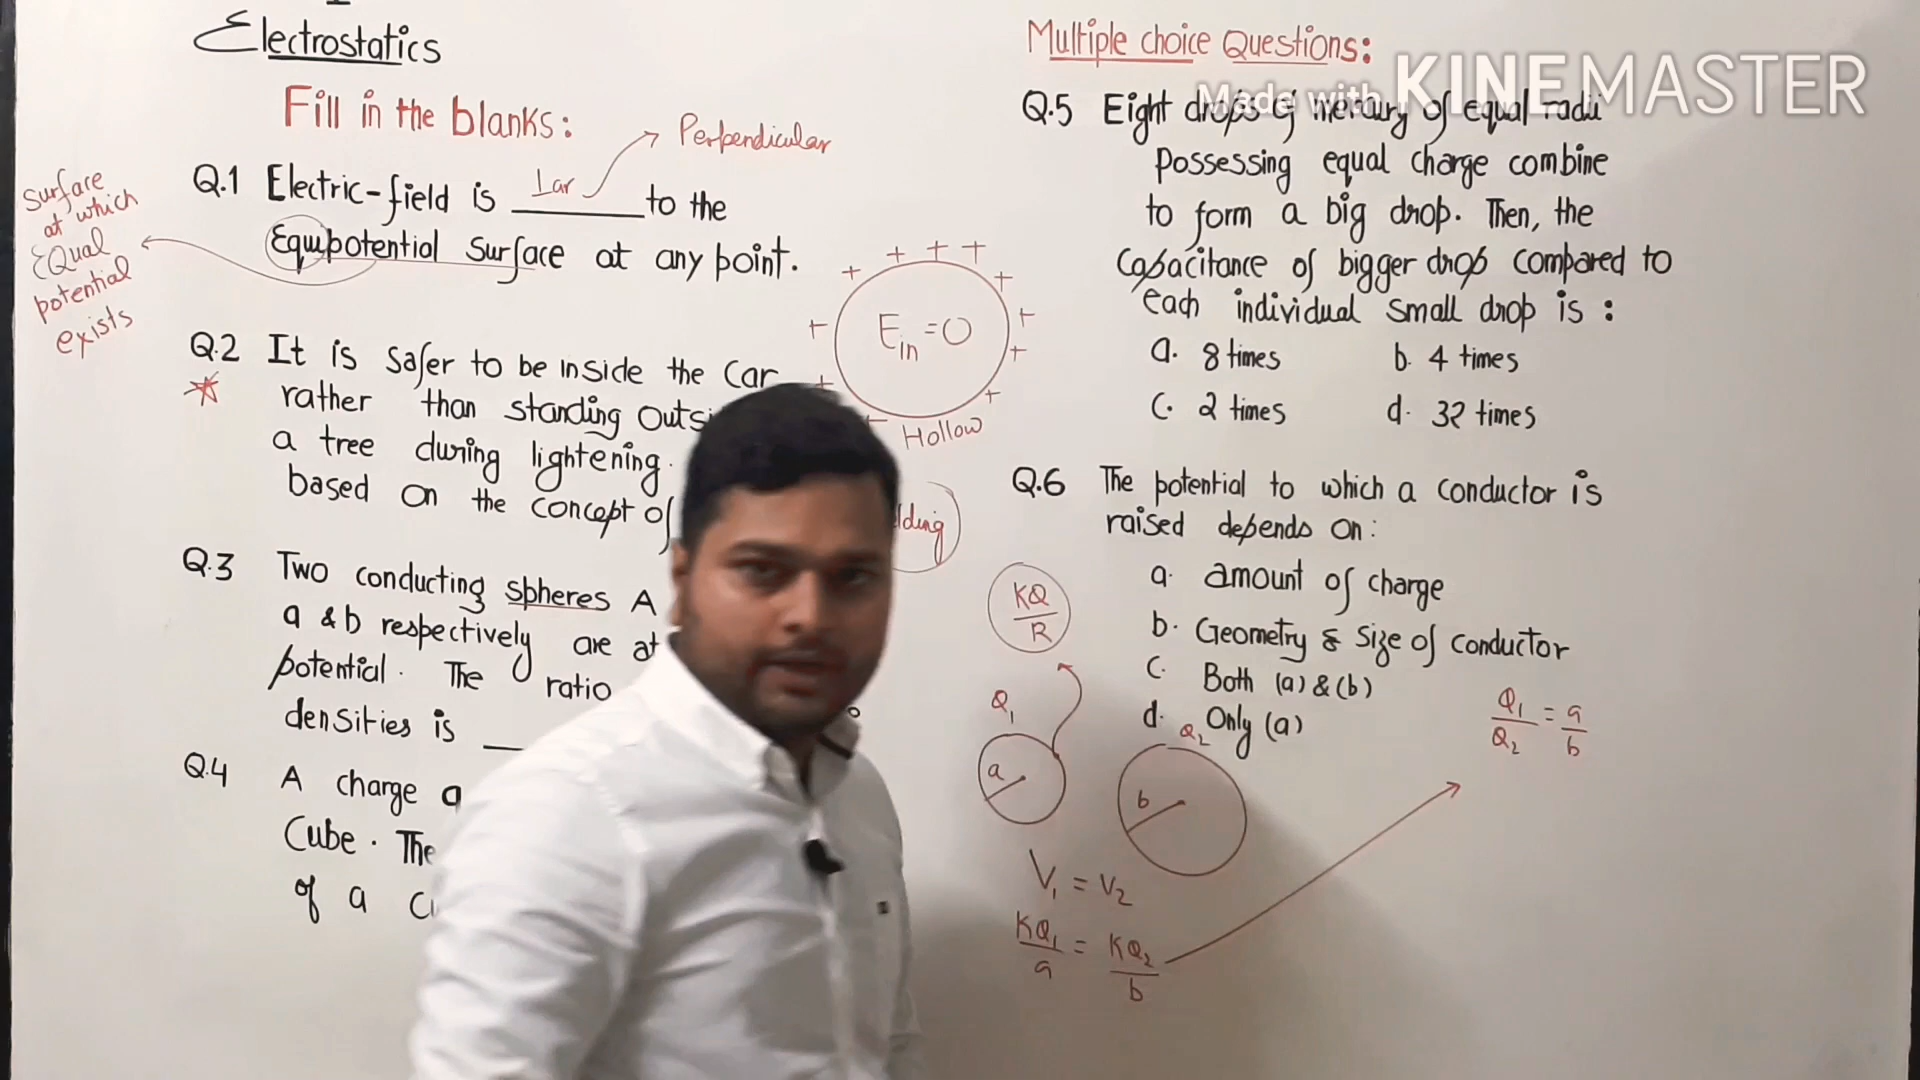 Electrostatics
Fill in the blanks:
Perpendicular
Q.1 Electric-field is ⊥ar to the
Equipotential Surface at any point.
Surface
at which
EQual
potential
exists
Q.2 It is Safer to be inside the Car
rather than standing
a tree during lightening.
based on the concept of
+ + + + + + + + + +
Ein = 0
Hollow
Q.3 Two conducting spheres A
a & b respectively are at
potential. The ratio
densities is
Q.4 A charge q
Cube. The
of a
Multiple choice Questions:
Made with KINEMASTER
Q.5 Eight drops of mercury of equal radii
possessing equal charge combine
to form a big drop. Then, the
Capacitance of bigger drop compared to
each individual small drop is :
a. 8 times b. 4 times
c. 2 times d. 32 times
Q.6 The potential to which a conductor is
raised depends on:
a. amount of charge
b. Geometry & Size of conductor
c. Both (a) & (b)
d. Only (a)
KQ/R
Q1
a
Q2
b
V1 = V2
KQ1/a = KQ2/b
Q1/Q2 = a/b